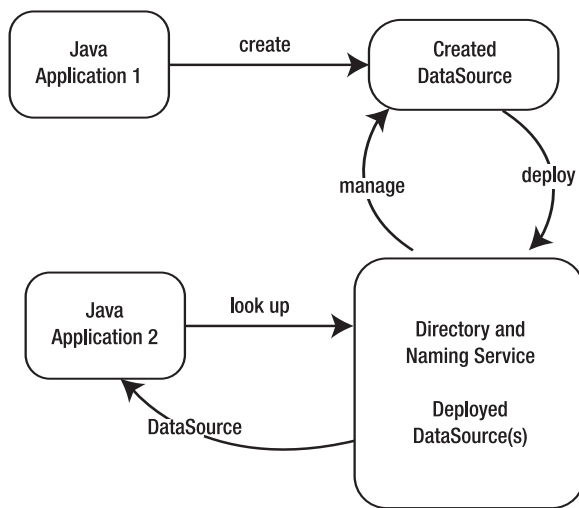 Java
Application 1
create
Created
DataSource
manage
deploy
Java
Application 2
look up
Directory and
Naming Service
Deployed
DataSource(s)
DataSource